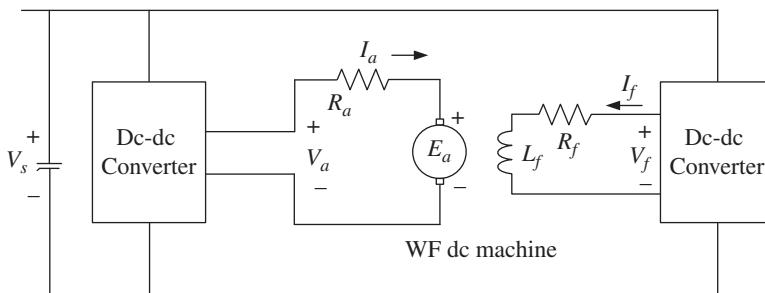 V_s
+
−
Dc-dc
Converter
+
V_a
−
I_a
R_a
+
E_a
−
L_f
R_f
I_f
+
V_f
−
Dc-dc
Converter
WF dc machine